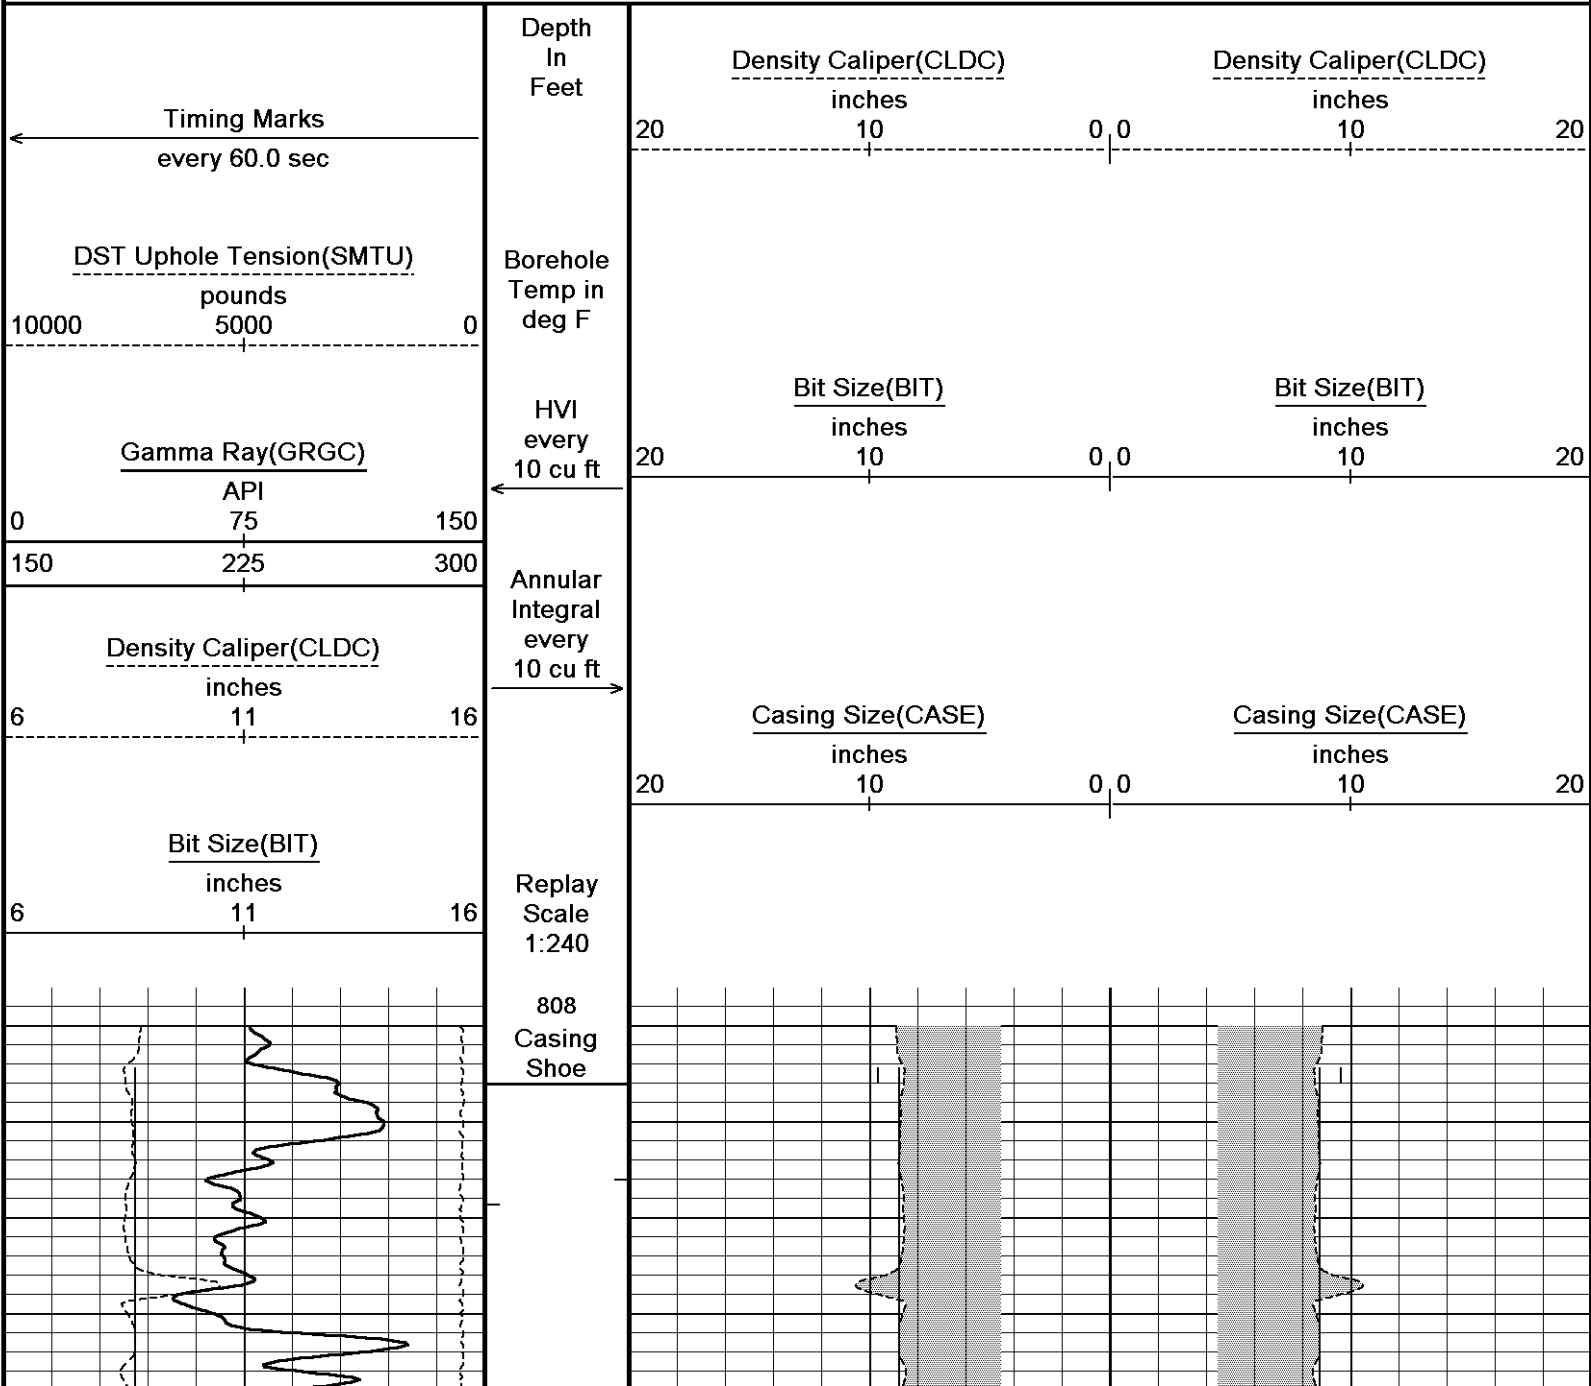 Timing Marks
every 60.0 sec
DST Uphole Tension(SMTU)
pounds
10000 5000 0
Gamma Ray(GRGC)
API
0 75 150
150 225 300
Density Caliper(CLDC)
inches
6 11 16
Bit Size(BIT)
inches
6 11 16
Depth
In
Feet
Borehole
Temp in
deg F
HVI
every
10 cu ft
Annular
Integral
every
10 cu ft
Replay
Scale
1:240
808
Casing
Shoe
Density Caliper(CLDC)
inches
20 10 0
Density Caliper(CLDC)
inches
0 10 20
Bit Size(BIT)
inches
20 10 0
Bit Size(BIT)
inches
0 10 20
Casing Size(CASE)
inches
20 10 0
Casing Size(CASE)
inches
0 10 20